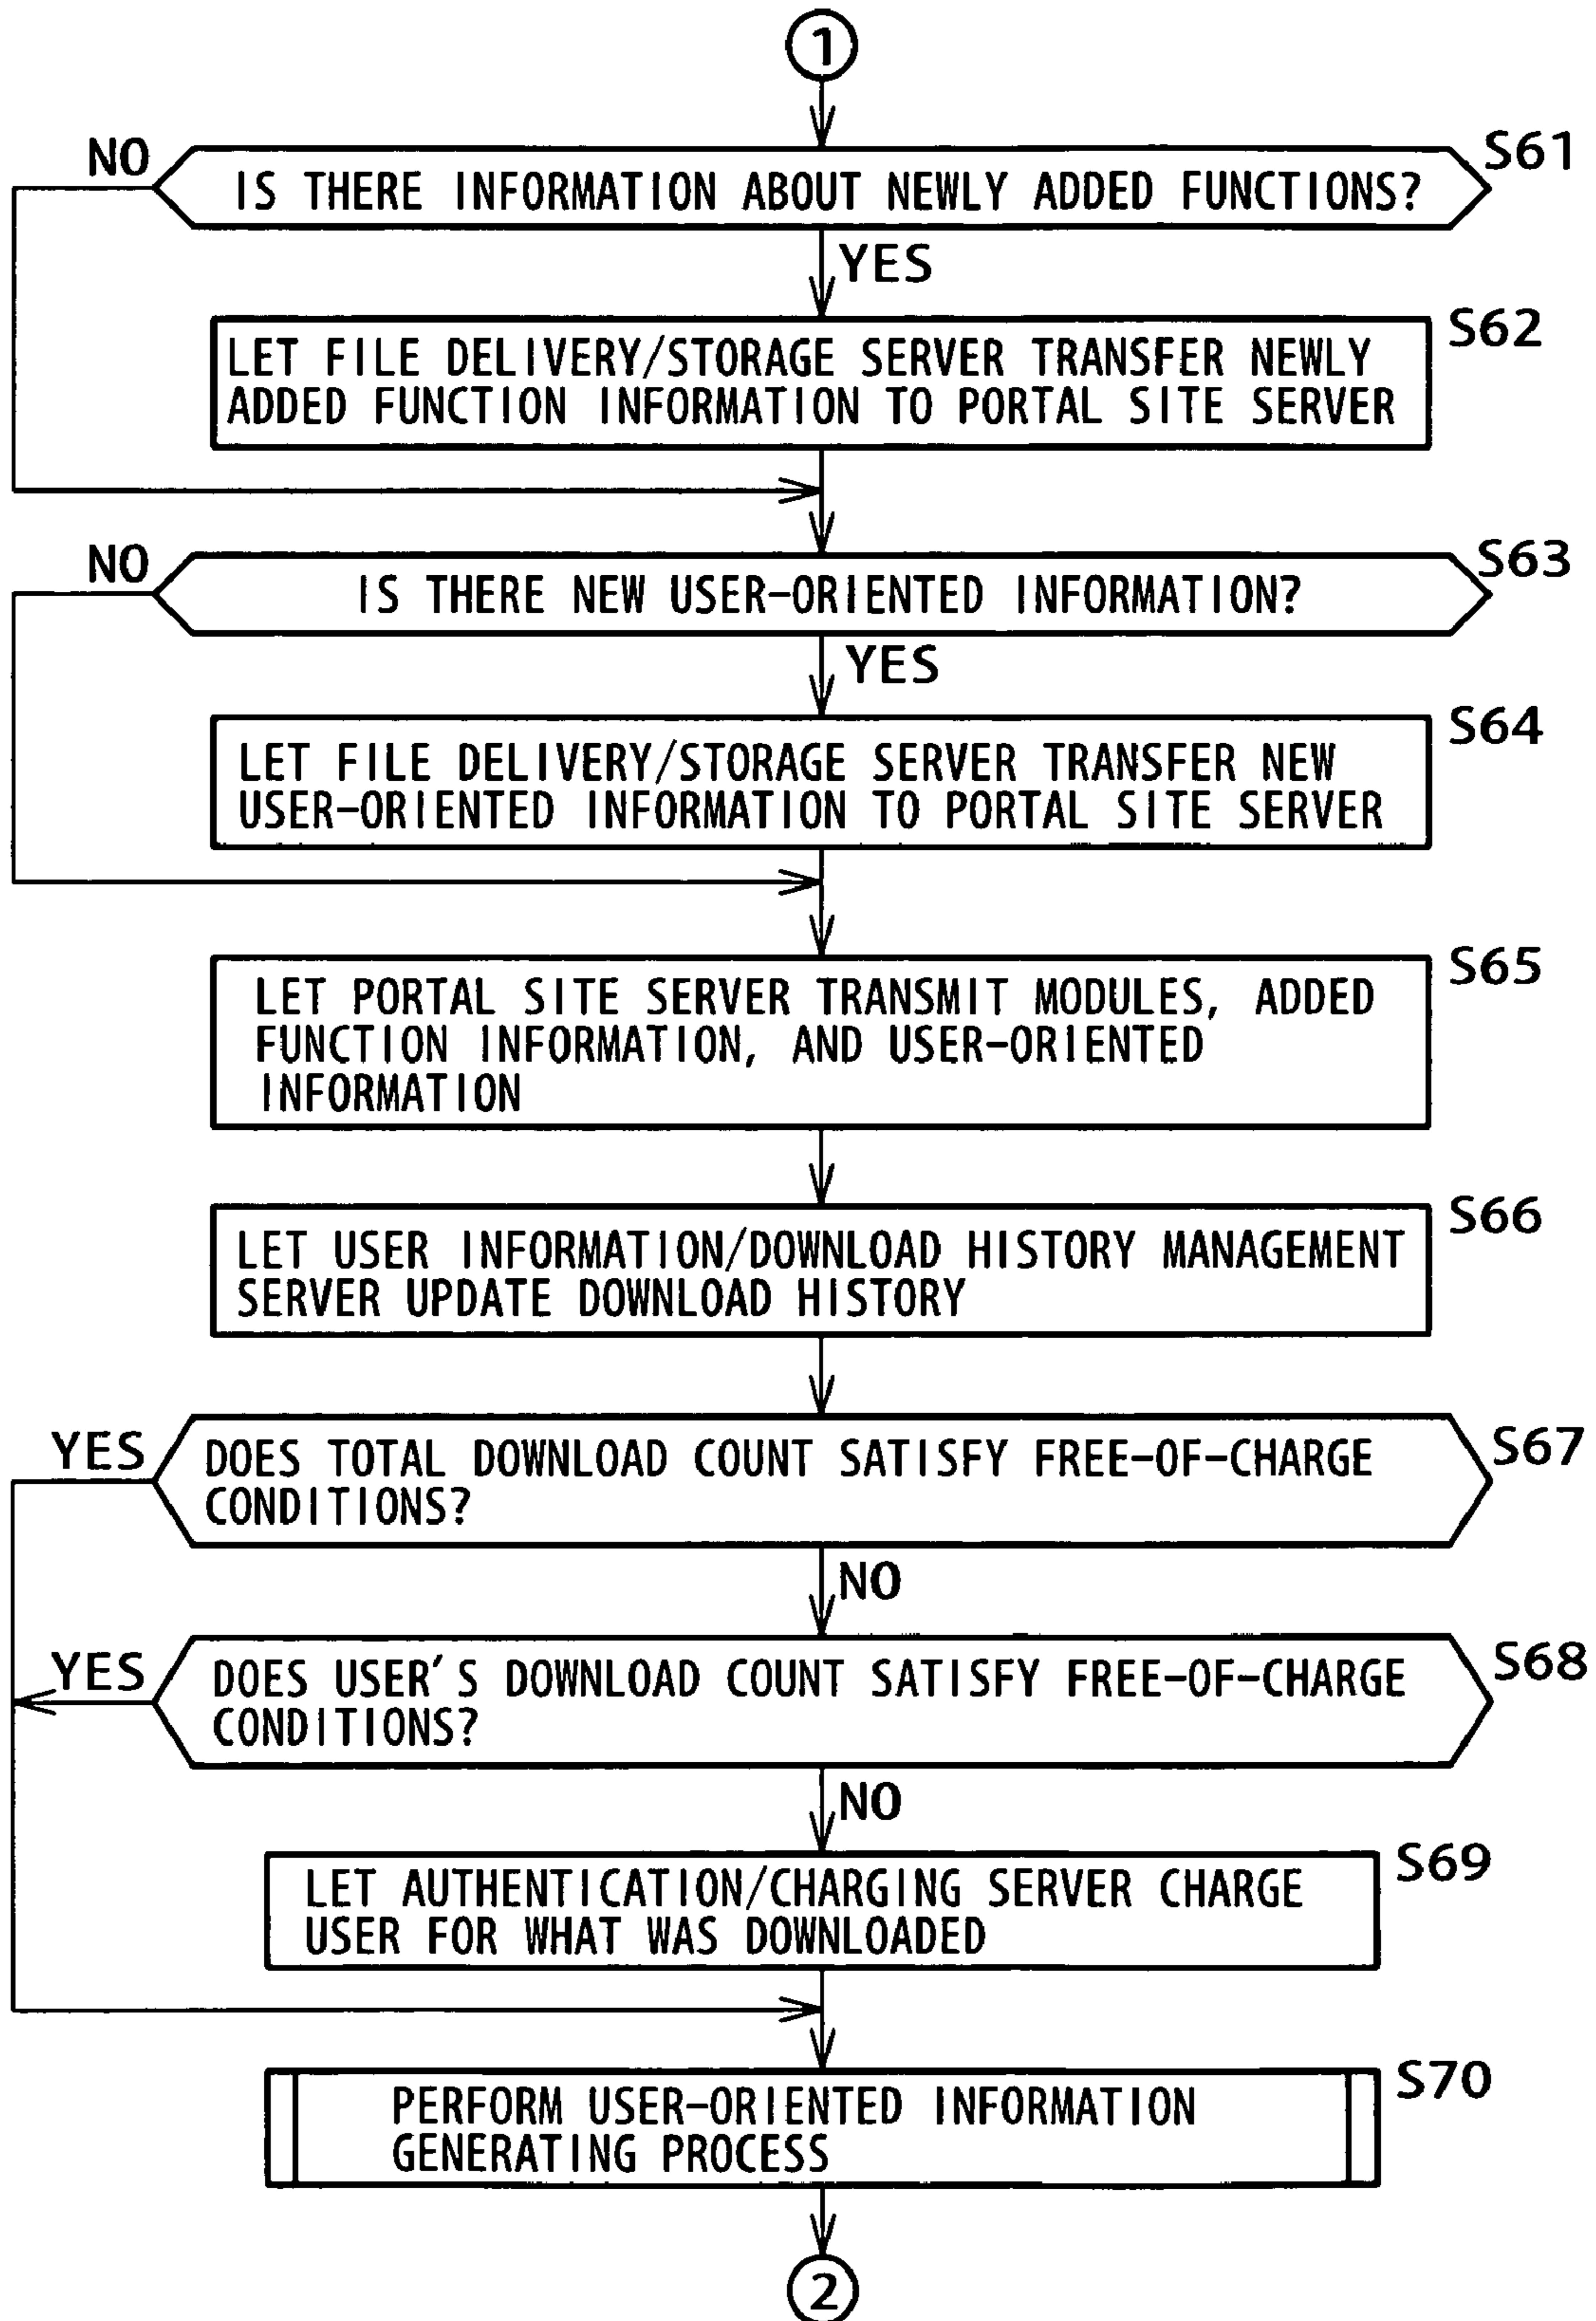 1
NO
S61
IS THERE INFORMATION ABOUT NEWLY ADDED FUNCTIONS?
YES
S62
LET FILE DELIVERY/STORAGE SERVER TRANSFER NEWLY
ADDED FUNCTION INFORMATION TO PORTAL SITE SERVER
NO
S63
IS THERE NEW USER-ORIENTED INFORMATION?
YES
S64
LET FILE DELIVERY/STORAGE SERVER TRANSFER NEW
USER-ORIENTED INFORMATION TO PORTAL SITE SERVER
S65
LET PORTAL SITE SERVER TRANSMIT MODULES, ADDED
FUNCTION INFORMATION, AND USER-ORIENTED
INFORMATION
S66
LET USER INFORMATION/DOWNLOAD HISTORY MANAGEMENT
SERVER UPDATE DOWNLOAD HISTORY
YES
S67
DOES TOTAL DOWNLOAD COUNT SATISFY FREE-OF-CHARGE
CONDITIONS?
NO
YES
S68
DOES USER'S DOWNLOAD COUNT SATISFY FREE-OF-CHARGE
CONDITIONS?
NO
S69
LET AUTHENTICATION/CHARGING SERVER CHARGE
USER FOR WHAT WAS DOWNLOADED
S70
PERFORM USER-ORIENTED INFORMATION
GENERATING PROCESS
2